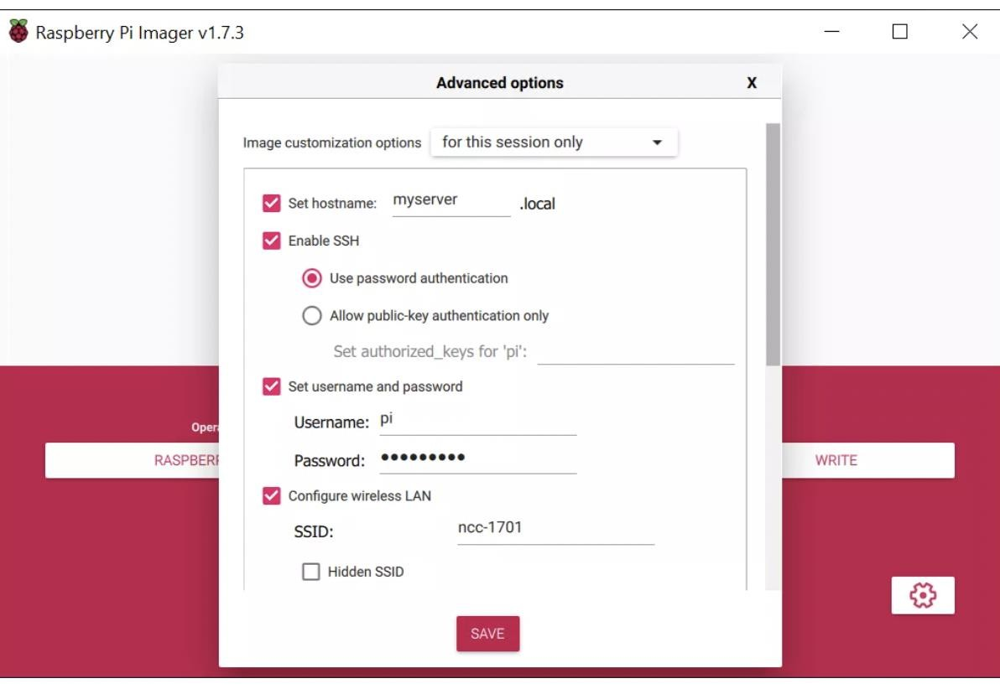 Raspberry Pi Imager v1.7.3
Advanced options X
Image customization options for this session only
Set hostname: myserver .local
Enable SSH
Use password authentication
Allow public-key authentication only
Set authorized_keys for 'pi':
Set username and password
Username: pi
Password: •••••••••
Configure wireless LAN
SSID: ncc-1701
Hidden SSID
SAVE
WRITE